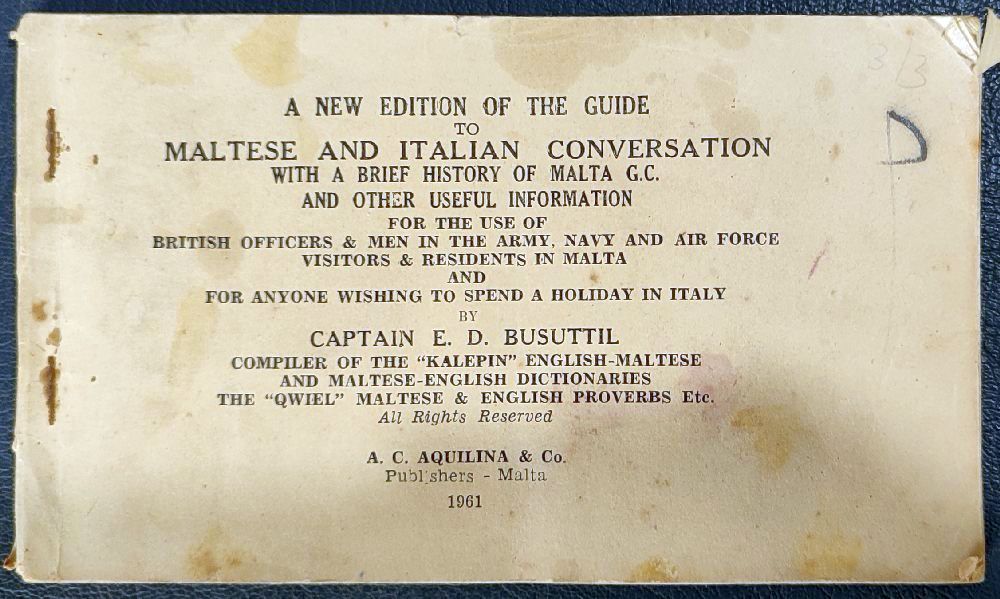 3/3
D
A NEW EDITION OF THE GUIDE
TO
MALTESE AND ITALIAN CONVERSATION
WITH A BRIEF HISTORY OF MALTA G.C.
AND OTHER USEFUL INFORMATION
FOR THE USE OF
BRITISH OFFICERS & MEN IN THE ARMY, NAVY AND AIR FORCE
VISITORS & RESIDENTS IN MALTA
AND
FOR ANYONE WISHING TO SPEND A HOLIDAY IN ITALY
BY
CAPTAIN E. D. BUSUTTIL
COMPILER OF THE “KALEPIN” ENGLISH-MALTESE
AND MALTESE-ENGLISH DICTIONARIES
THE “QWIEL” MALTESE & ENGLISH PROVERBS Etc.
All Rights Reserved
A. C. AQUILINA & Co.
Publishers - Malta
1961